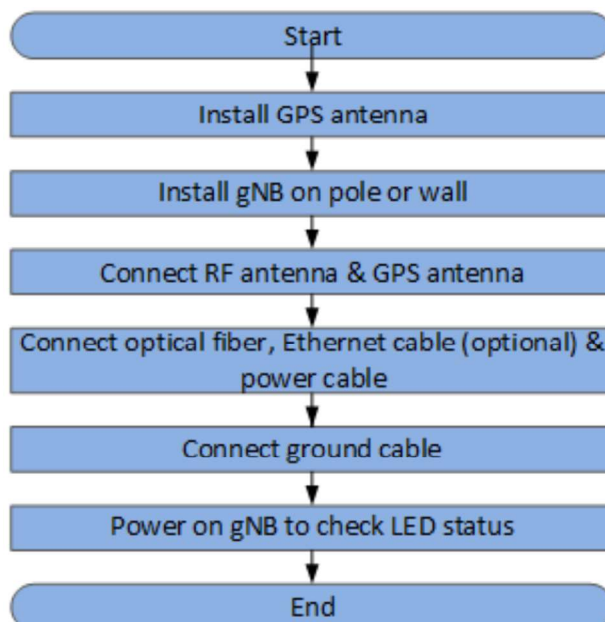 Start
Install GPS antenna
Install gNB on pole or wall
Connect RF antenna & GPS antenna
Connect optical fiber, Ethernet cable (optional) &
power cable
Connect ground cable
Power on gNB to check LED status
End